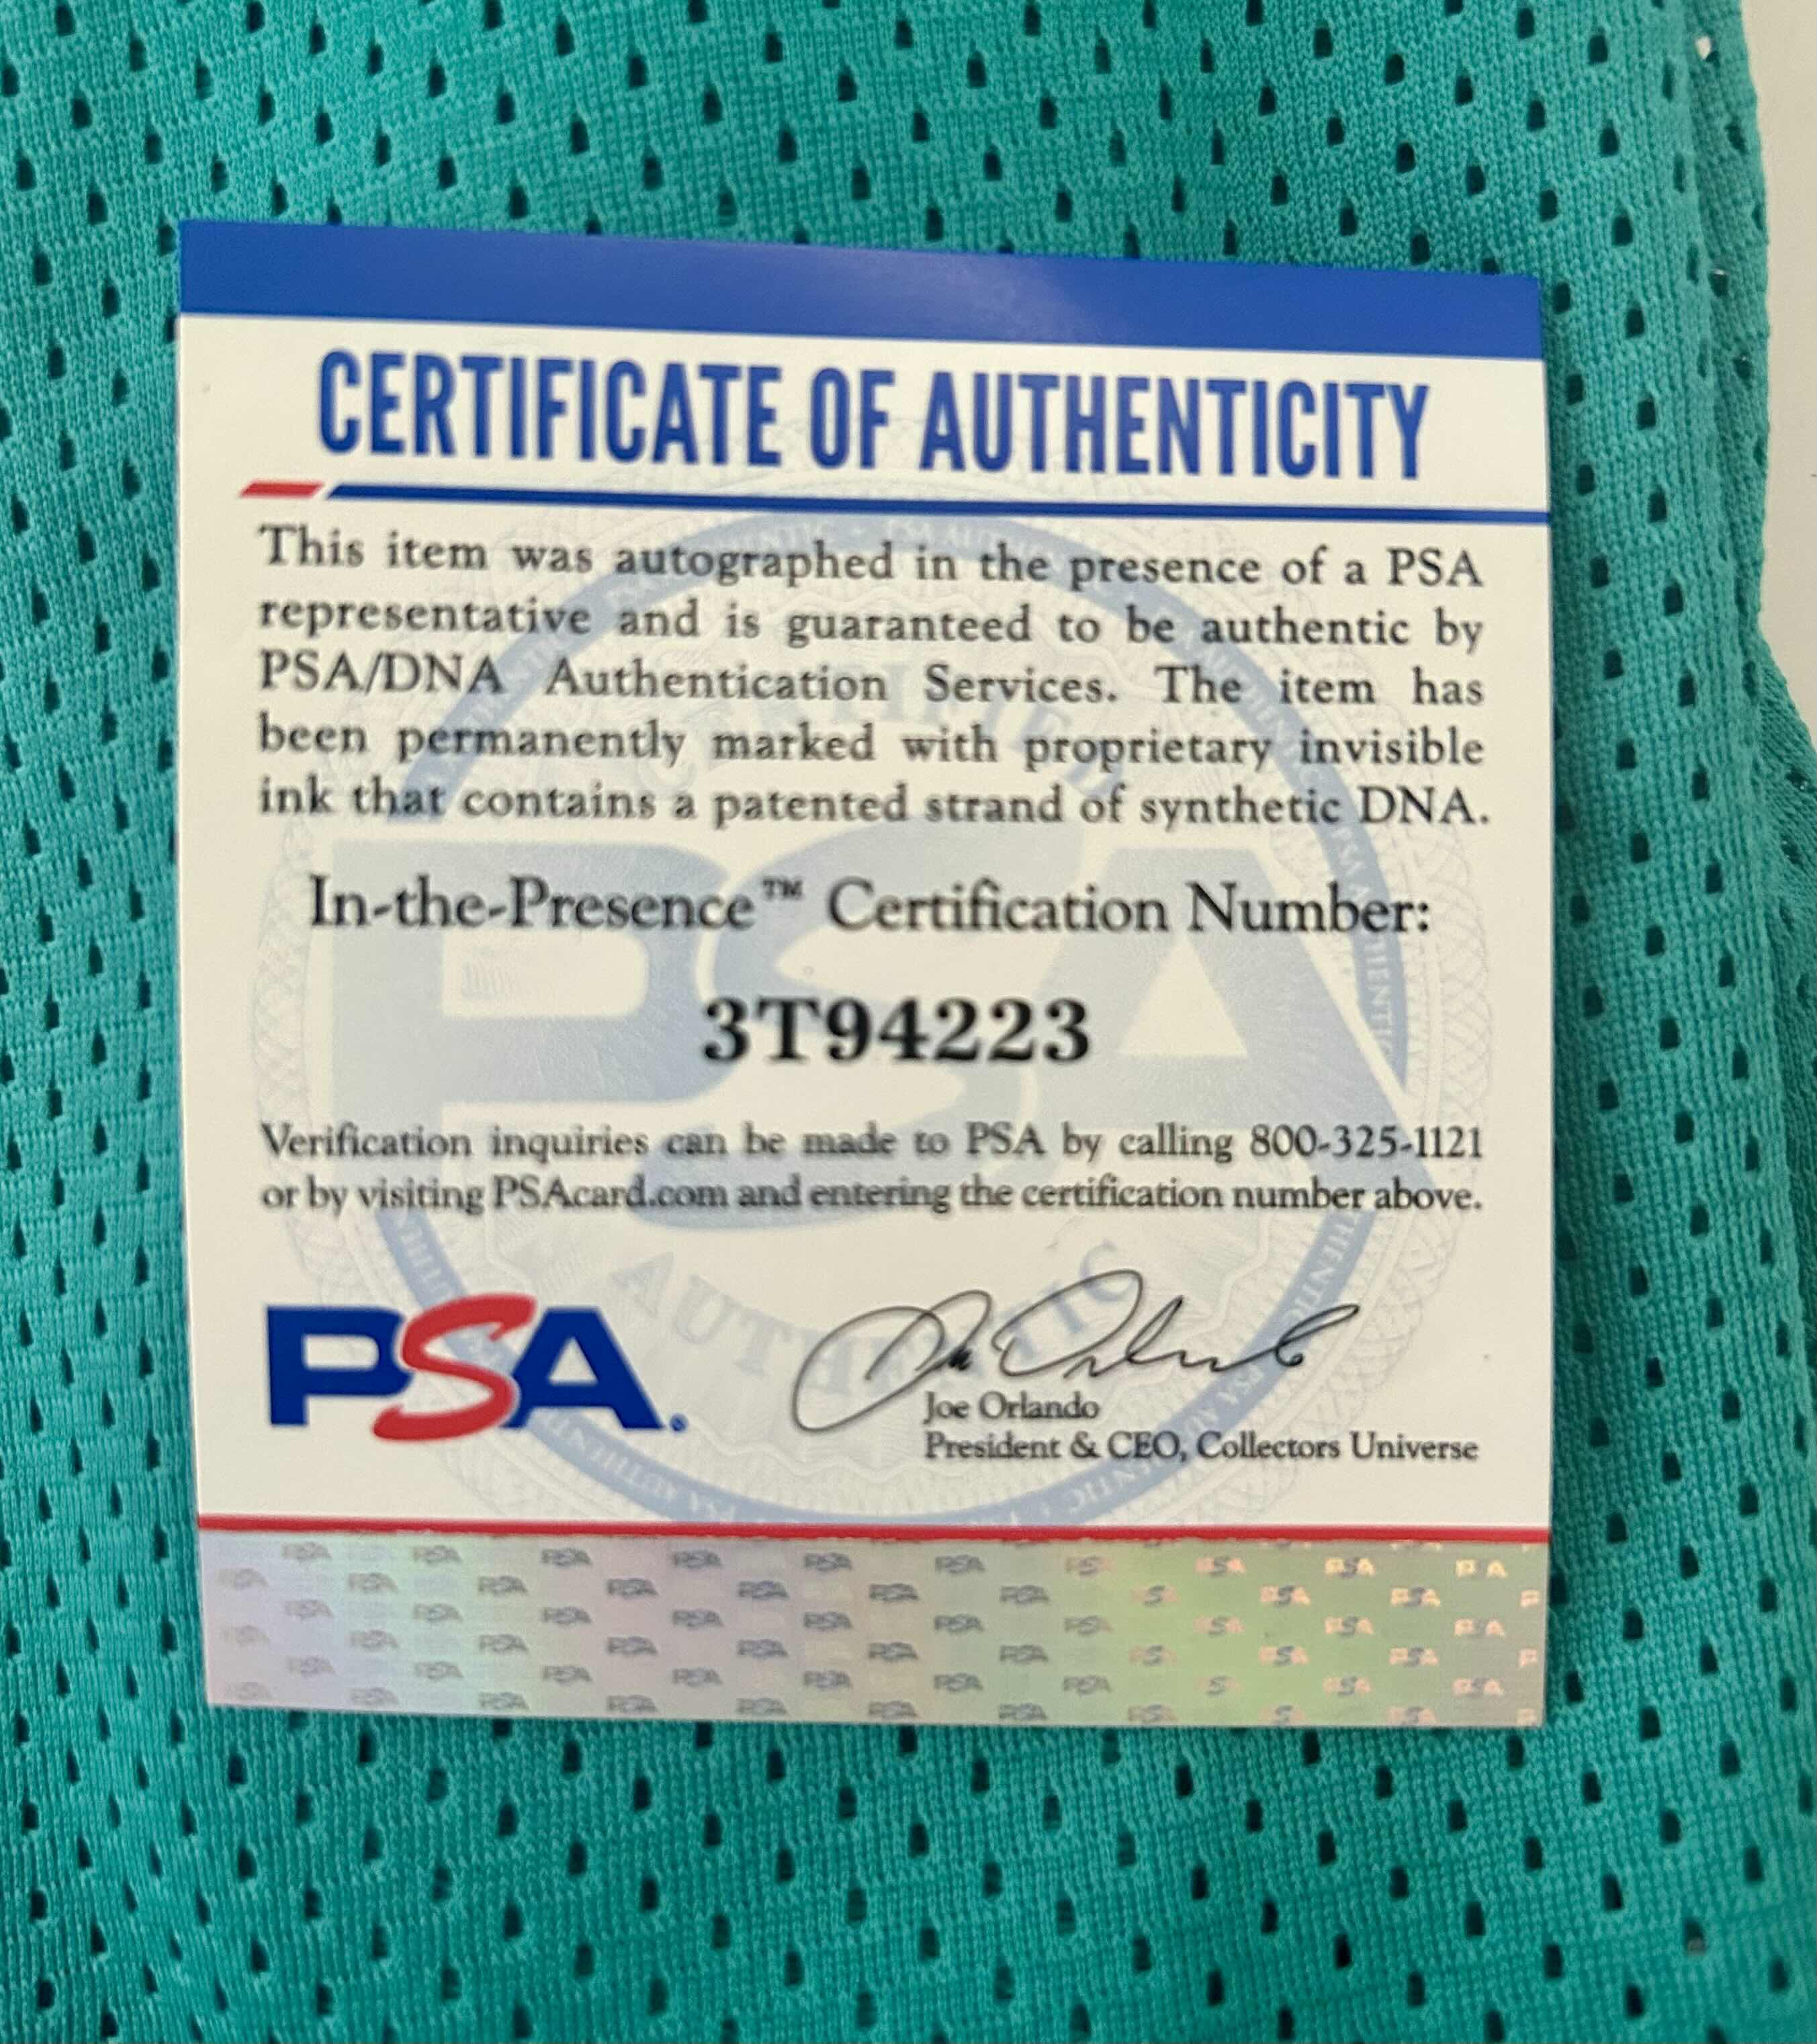 CERTIFICATE OF AUTHENTICITY
This item was autographed in the presence of a PSA
representative and is guaranteed to be authentic by
PSA/DNA Authentication Services. The item has
been permanently marked with proprietary invisible
ink that contains a patented strand of synthetic DNA.
In-the-Presence™ Certification Number:
3T94223
Verification inquiries can be made to PSA by calling 800-325-1121
or by visiting PSAcard.com and entering the certification number above.
PSA
AUTHENTIC
PSA®
Joe Orlando
President & CEO, Collectors Universe